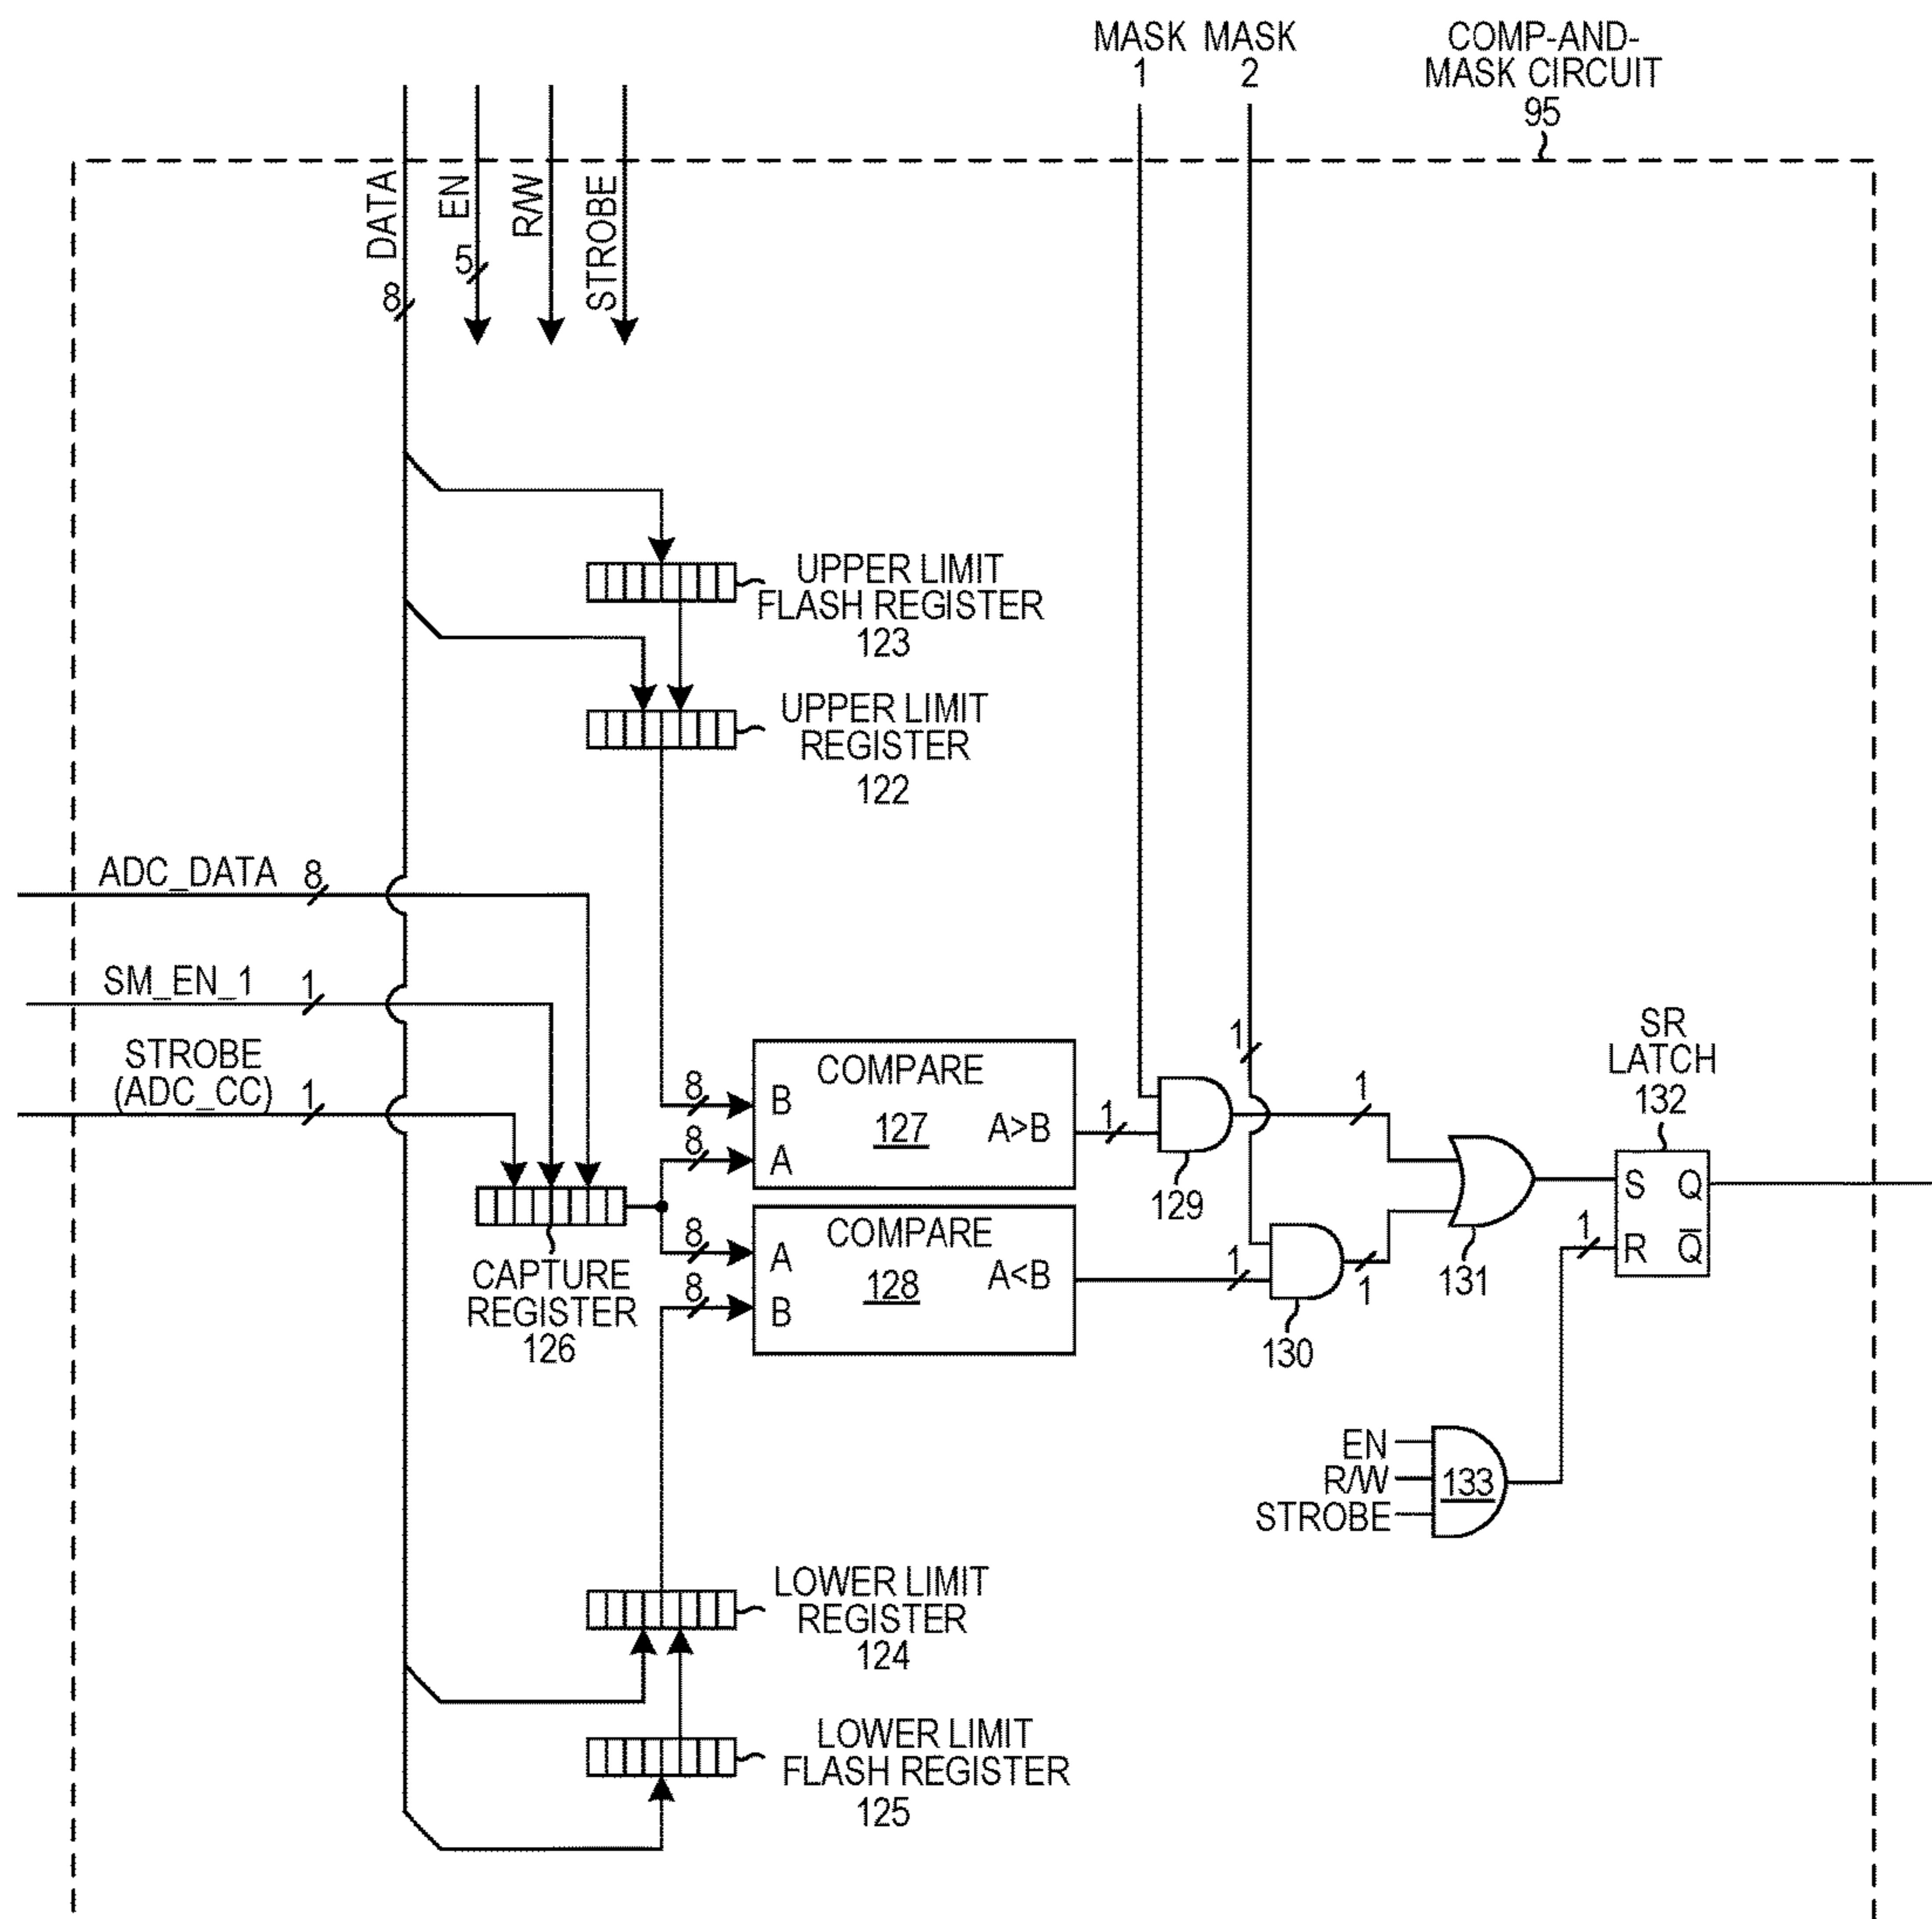 MASK MASK
1 2
COMP-AND-
MASK CIRCUIT
95
DATA
EN
R/W
STROBE
5
8
UPPER LIMIT
FLASH REGISTER
123
UPPER LIMIT
REGISTER
122
ADC_DATA 8
SM_EN_1 1
STROBE
(ADC_CC) 1
COMPARE
127
B
A
A>B
8
8
1
129
1
1
SR
LATCH
132
S Q
R Q̅
1
131
COMPARE
128
A
B
A<B
8
8
1
130
1
CAPTURE
REGISTER
126
EN
R/W
STROBE
133
LOWER LIMIT
REGISTER
124
LOWER LIMIT
FLASH REGISTER
125